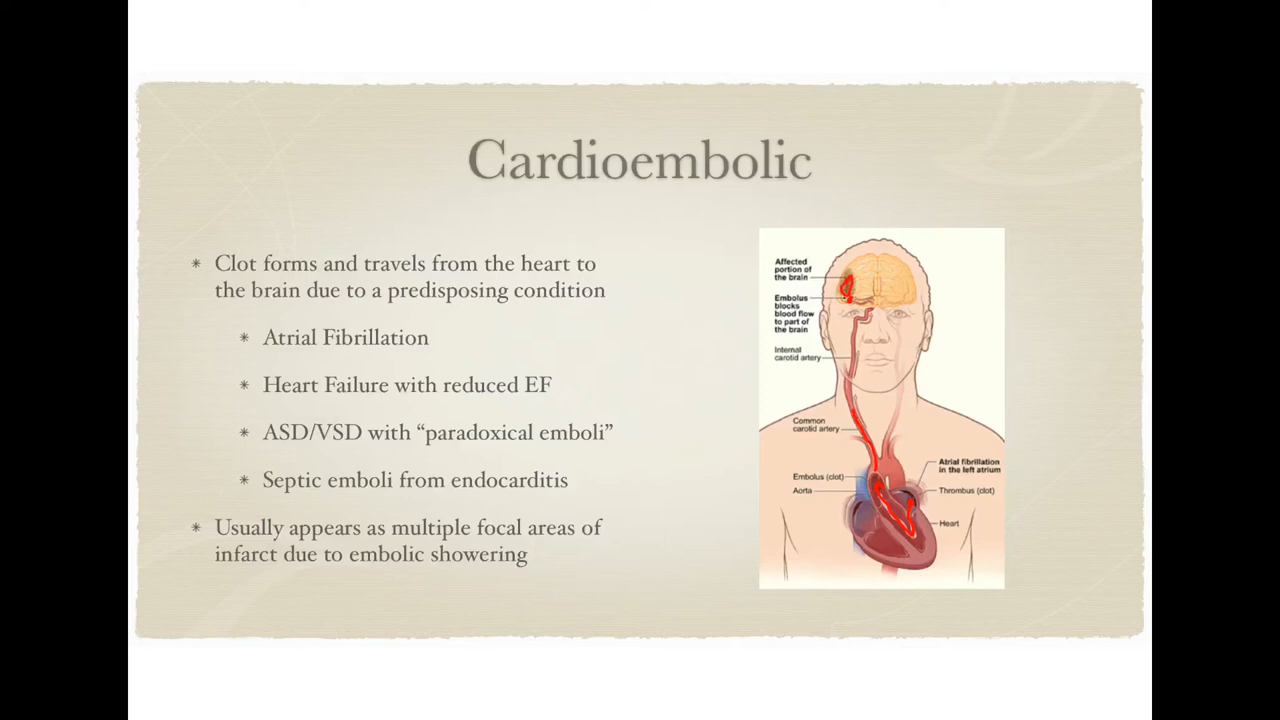 Cardioembolic
* Clot forms and travels from the heart to
the brain due to a predisposing condition
* Atrial Fibrillation
* Heart Failure with reduced EF
* ASD/VSD with “paradoxical emboli”
* Septic emboli from endocarditis
* Usually appears as multiple focal areas of
infarct due to embolic showering
Affected
portion of
the brain
Embolus
blocks
blood flow
to part of
the brain
Internal
carotid artery
Common
carotid artery
Atrial fibrillation
in the left atrium
Embolus (clot)
Aorta
Thrombus (clot)
Heart